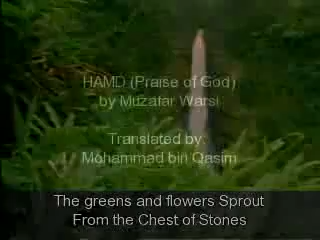 HAMD (Praise of God)
by Muzafar Warsi
Translated by:
Mohammad bin Qasim
The greens and flowers Sprout
From the Chest of Stones